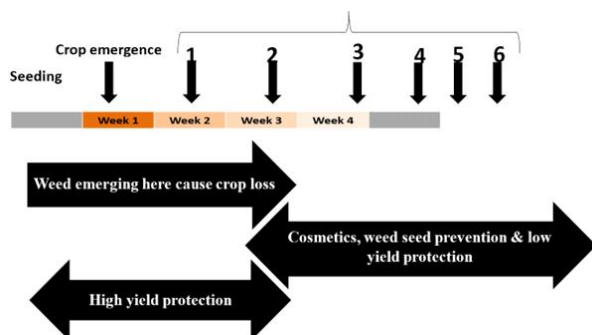 Crop emergence
1
2
3
4
5
6
Seeding
Week 1
Week 2
Week 3
Week 4
Weed emerging here cause crop loss
Cosmetics, weed seed prevention & low
yield protection
High yield protection